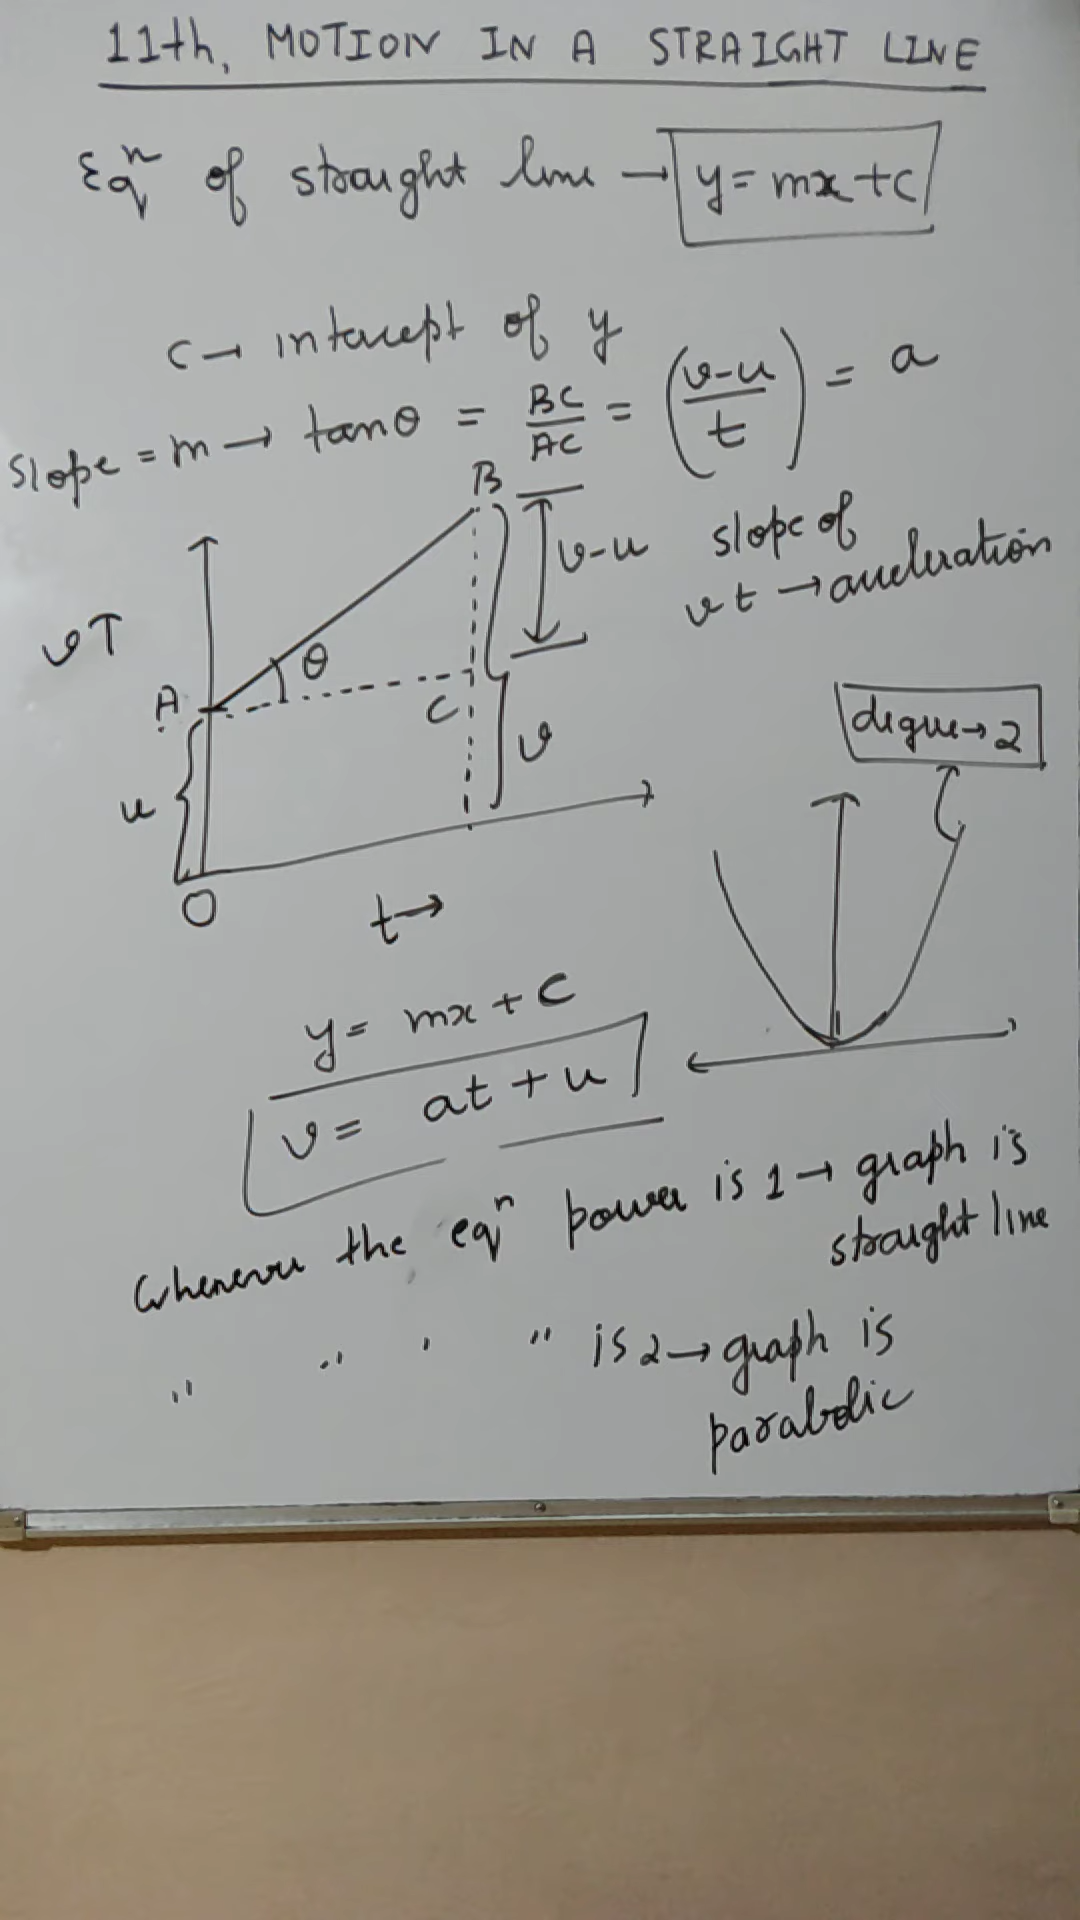 11th, MOTION IN A STRAIGHT LINE
Eqⁿ of straight line → y = mx + c
c → intercept of y
slope = m → tanθ = BC/AC = (v-u/t) = a
B
v-u
slope of
vt → acceleration
v↑
θ
A
C
v
degree → 2
u
O
t →
y = mx + c
v = at + u
Whenever the eqⁿ power is 1 → graph is
straight line
" " " " is 2 → graph is
parabolic